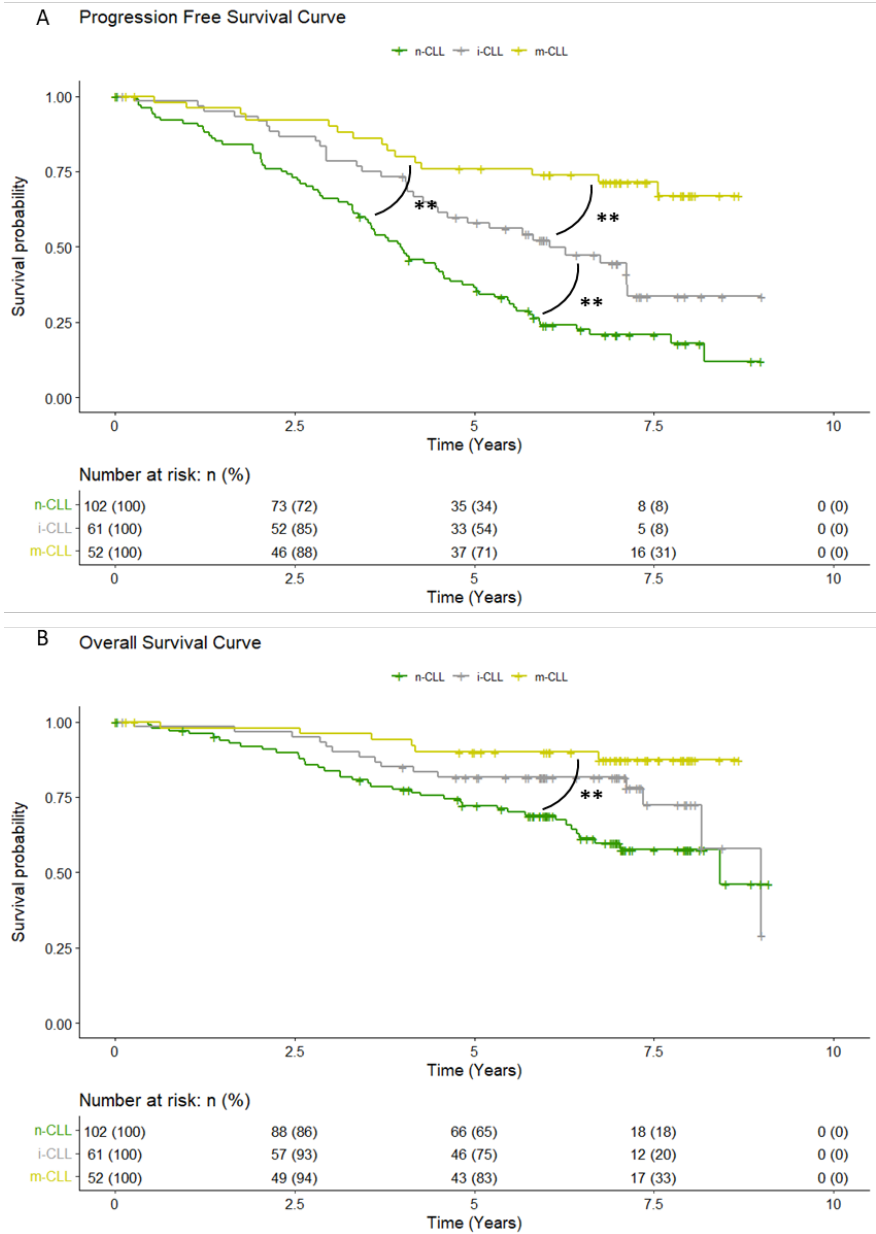 A Progression Free Survival Curve
n-CLL i-CLL m-CLL
1.00
0.75
**
**
0.50
**
0.25
0.00
Survival probability
0 2.5 5 7.5 10
Time (Years)
Number at risk: n (%)
n-CLL 102 (100) 73 (72) 35 (34) 8 (8) 0 (0)
i-CLL 61 (100) 52 (85) 33 (54) 5 (8) 0 (0)
m-CLL 52 (100) 46 (88) 37 (71) 16 (31) 0 (0)
0 2.5 5 7.5 10
Time (Years)
B Overall Survival Curve
n-CLL i-CLL m-CLL
1.00
0.75
**
0.50
0.25
0.00
Survival probability
0 2.5 5 7.5 10
Time (Years)
Number at risk: n (%)
n-CLL 102 (100) 88 (86) 66 (65) 18 (18) 0 (0)
i-CLL 61 (100) 57 (93) 46 (75) 12 (20) 0 (0)
m-CLL 52 (100) 49 (94) 43 (83) 17 (33) 0 (0)
0 2.5 5 7.5 10
Time (Years)